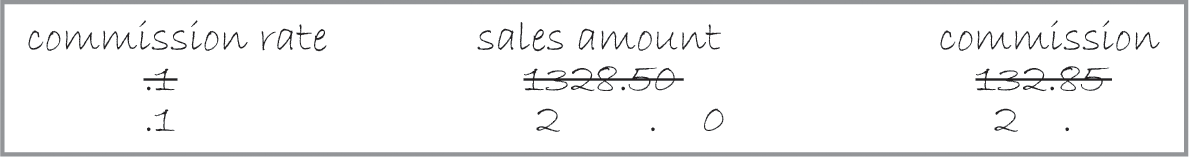 commission rate sales amount commission
.1 1328.50 132.85
.1 2 . 0 2 .